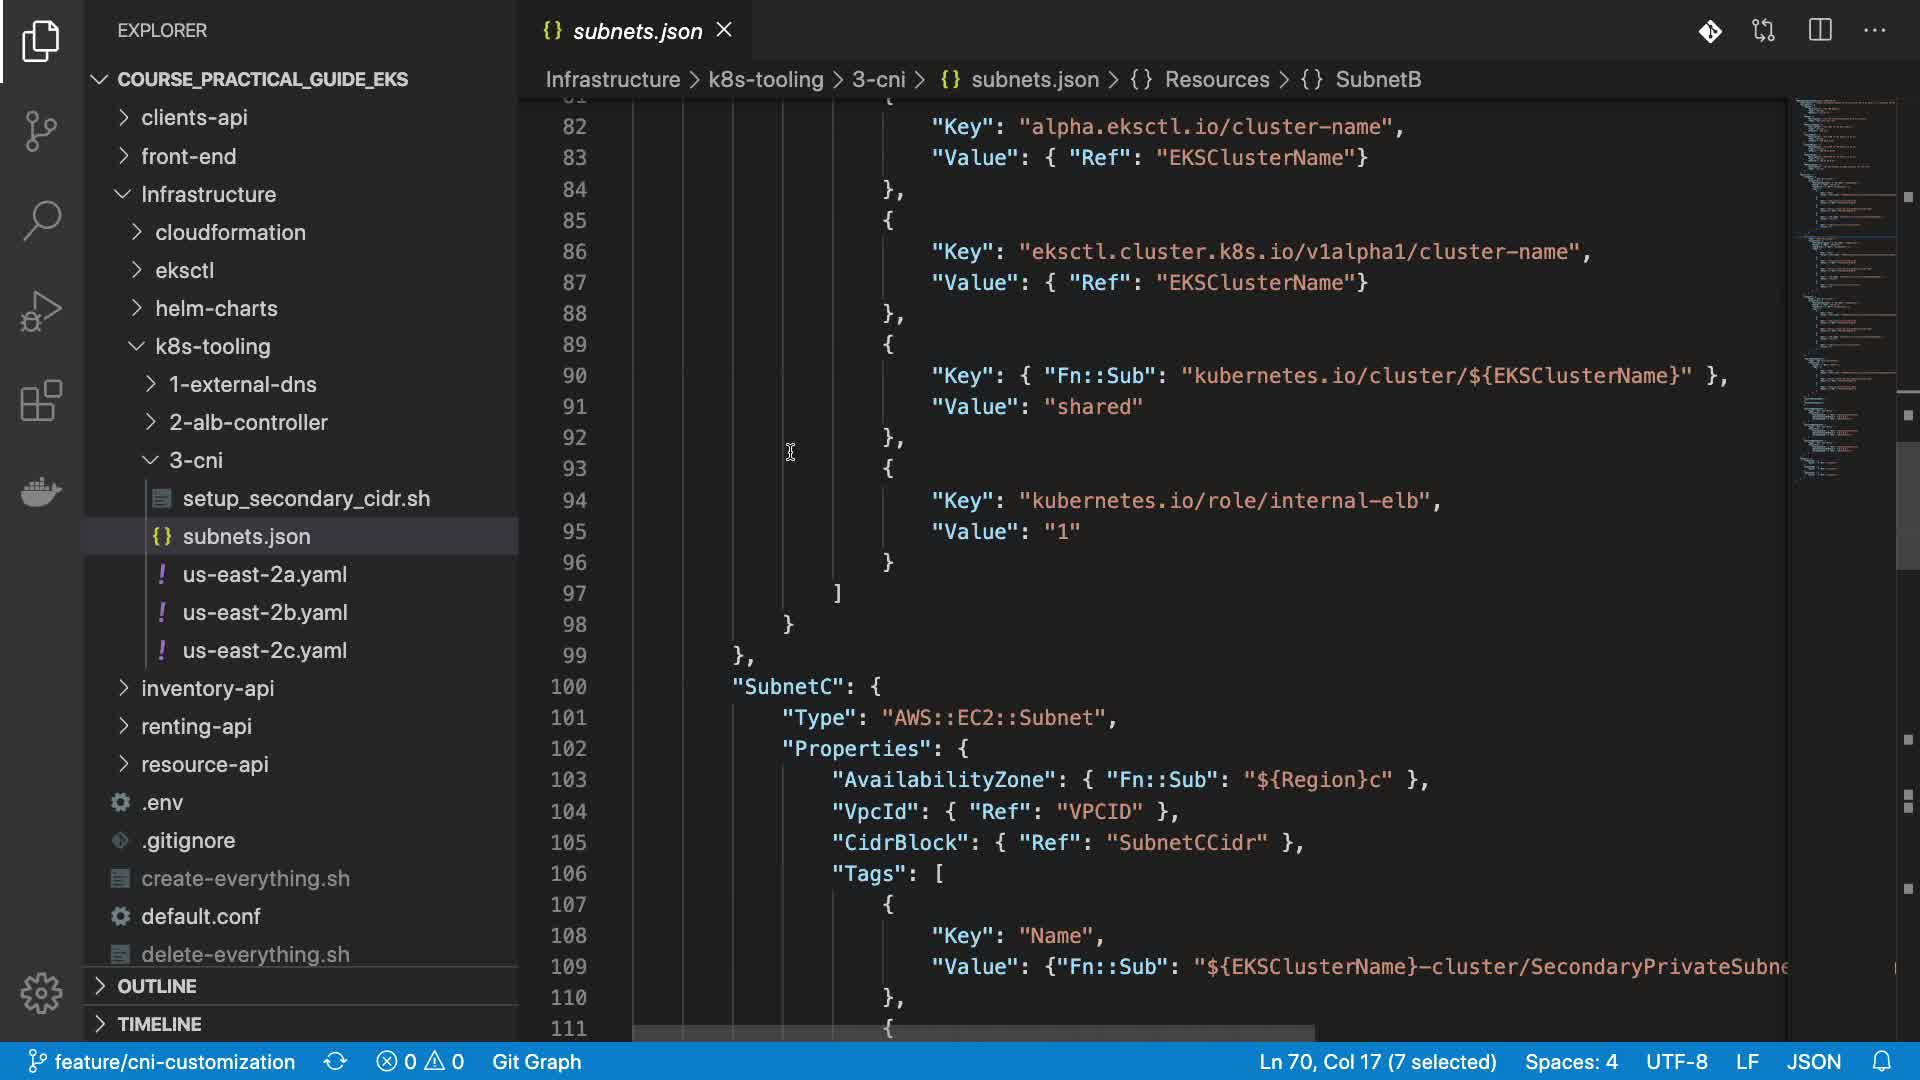 EXPLORER
COURSE_PRACTICAL_GUIDE_EKS
clients-api
front-end
Infrastructure
cloudformation
eksctl
helm-charts
k8s-tooling
1-external-dns
2-alb-controller
3-cni
setup_secondary_cidr.sh
{} subnets.json
! us-east-2a.yaml
! us-east-2b.yaml
! us-east-2c.yaml
inventory-api
renting-api
resource-api
.env
.gitignore
create-everything.sh
default.conf
delete-everything.sh
OUTLINE
TIMELINE
{} subnets.json
Infrastructure > k8s-tooling > 3-cni > {} subnets.json > {} Resources > {} SubnetB
81 {
82 "Key": "alpha.eksctl.io/cluster-name",
83 "Value": { "Ref": "EKSClusterName"}
84 },
85 {
86 "Key": "eksctl.cluster.k8s.io/v1alpha1/cluster-name",
87 "Value": { "Ref": "EKSClusterName"}
88 },
89 {
90 "Key": { "Fn::Sub": "kubernetes.io/cluster/${EKSClusterName}" },
91 "Value": "shared"
92 },
93 {
94 "Key": "kubernetes.io/role/internal-elb",
95 "Value": "1"
96 }
97 ]
98 }
99 },
100 "SubnetC": {
101 "Type": "AWS::EC2::Subnet",
102 "Properties": {
103 "AvailabilityZone": { "Fn::Sub": "${Region}c" },
104 "VpcId": { "Ref": "VPCID" },
105 "CidrBlock": { "Ref": "SubnetCCidr" },
106 "Tags": [
107 {
108 "Key": "Name",
109 "Value": {"Fn::Sub": "${EKSClusterName}-cluster/SecondaryPrivateSubne
110 },
111 {
feature/cni-customization 0 0 Git Graph Ln 70, Col 17 (7 selected) Spaces: 4 UTF-8 LF JSON